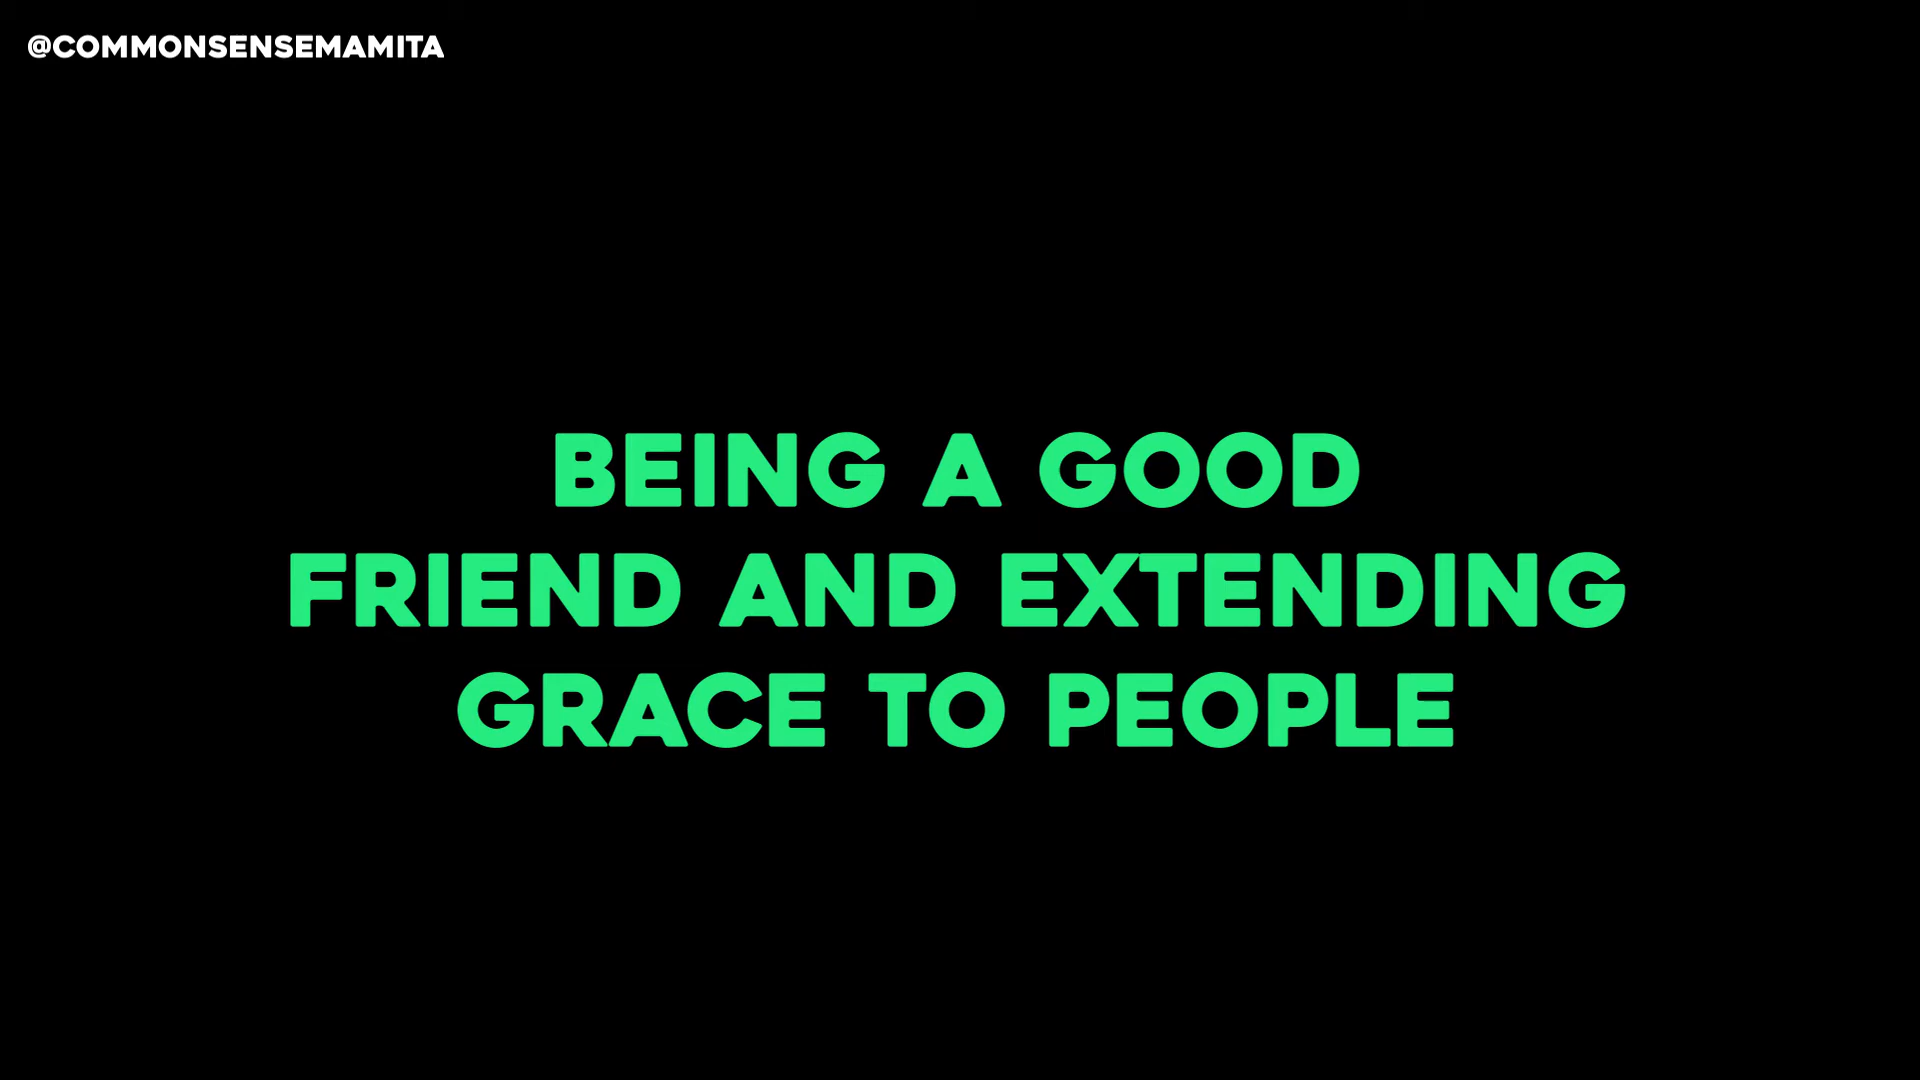 @COMMONSENSEMAMITA
BEING A GOOD
FRIEND AND EXTENDING
GRACE TO PEOPLE